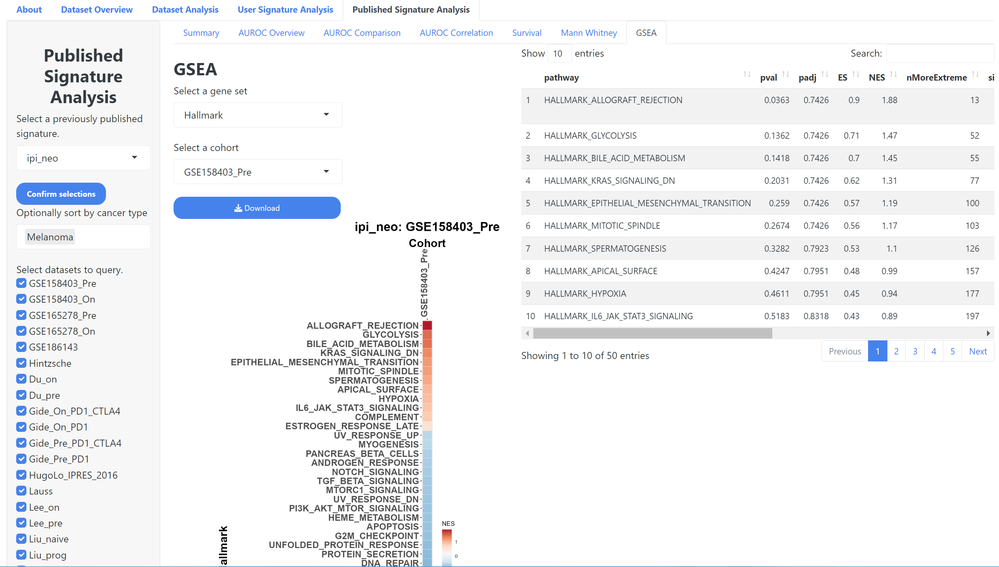 About Dataset Overview Dataset Analysis User Signature Analysis Published Signature Analysis
Published
Signature
Analysis
Select a previously published
signature.
ipi_neo
Confirm selections
Optionally sort by cancer type
Melanoma
Select datasets to query.
GSE158403_Pre
GSE158403_On
GSE165278_Pre
GSE165278_On
GSE186143
Hintzsche
Du_on
Du_pre
Gide_On_PD1_CTLA4
Gide_On_PD1
Gide_Pre_PD1_CTLA4
Gide_Pre_PD1
HugoLo_IPRES_2016
Lauss
Lee_on
Lee_pre
Liu_naive
Liu_prog
Summary AUROC Overview AUROC Comparison AUROC Correlation Survival Mann Whitney GSEA
GSEA
Select a gene set
Hallmark
Select a cohort
GSE158403_Pre
Download
ipi_neo: GSE158403_Pre
Cohort
GSE158403_Pre
ALLOGRAFT_REJECTION
GLYCOLYSIS
BILE_ACID_METABOLISM
KRAS_SIGNALING_DN
EPITHELIAL_MESENCHYMAL_TRANSITION
MITOTIC_SPINDLE
SPERMATOGENESIS
APICAL_SURFACE
HYPOXIA
IL6_JAK_STAT3_SIGNALING
COMPLEMENT
ESTROGEN_RESPONSE_LATE
UV_RESPONSE_UP
MYOGENESIS
PANCREAS_BETA_CELLS
ANDROGEN_RESPONSE
NOTCH_SIGNALING
TGF_BETA_SIGNALING
MTORC1_SIGNALING
UV_RESPONSE_DN
PI3K_AKT_MTOR_SIGNALING
HEME_METABOLISM
APOPTOSIS
G2M_CHECKPOINT
UNFOLDED_PROTEIN_RESPONSE
PROTEIN_SECRETION
DNA_REPAIR
allmark
NES
1
0
Show 10 entries
Search:
pathway pval padj ES NES nMoreExtreme si
1 HALLMARK_ALLOGRAFT_REJECTION 0.0363 0.7426 0.9 1.88 13
2 HALLMARK_GLYCOLYSIS 0.1362 0.7426 0.71 1.47 52
3 HALLMARK_BILE_ACID_METABOLISM 0.1418 0.7426 0.7 1.45 55
4 HALLMARK_KRAS_SIGNALING_DN 0.2031 0.7426 0.62 1.31 77
5 HALLMARK_EPITHELIAL_MESENCHYMAL_TRANSITION 0.259 0.7426 0.57 1.19 100
6 HALLMARK_MITOTIC_SPINDLE 0.2674 0.7426 0.56 1.17 103
7 HALLMARK_SPERMATOGENESIS 0.3282 0.7923 0.53 1.1 126
8 HALLMARK_APICAL_SURFACE 0.4247 0.7951 0.48 0.99 157
9 HALLMARK_HYPOXIA 0.4611 0.7951 0.45 0.94 177
10 HALLMARK_IL6_JAK_STAT3_SIGNALING 0.5183 0.8318 0.43 0.89 197
Showing 1 to 10 of 50 entries
Previous 1 2 3 4 5 Next